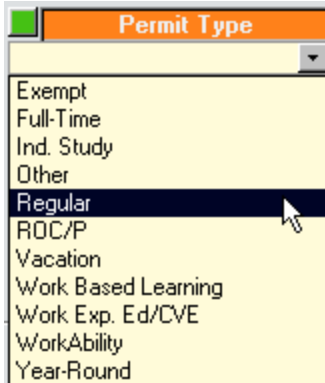 Permit Type
Exempt
Full-Time
Ind. Study
Other
Regular
ROC/P
Vacation
Work Based Learning
Work Exp. Ed/CVE
WorkAbility
Year-Round